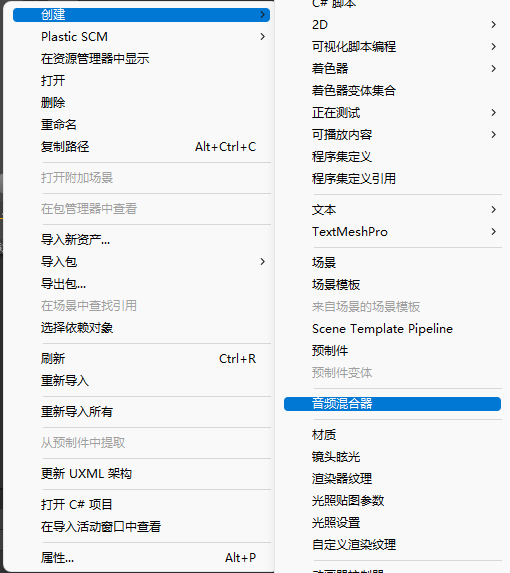 创建
Plastic SCM
在资源管理器中显示
打开
删除
重命名
复制路径 Alt+Ctrl+C
打开附加场景
在包管理器中查看
导入新资产...
导入包
导出包...
在场景中查找引用
选择依赖对象
刷新 Ctrl+R
重新导入
重新导入所有
从预制件中提取
更新 UXML 架构
打开 C# 项目
在导入活动窗口中查看
属性... Alt+P
C# 脚本
2D
可视化脚本编程
着色器
着色器变体集合
正在测试
可播放内容
程序集定义
程序集定义引用
文本
TextMeshPro
场景
场景模板
来自场景的场景模板
Scene Template Pipeline
预制件
预制件变体
音频混合器
材质
镜头眩光
渲染器纹理
光照贴图参数
光照设置
自定义渲染纹理
动画器控制器